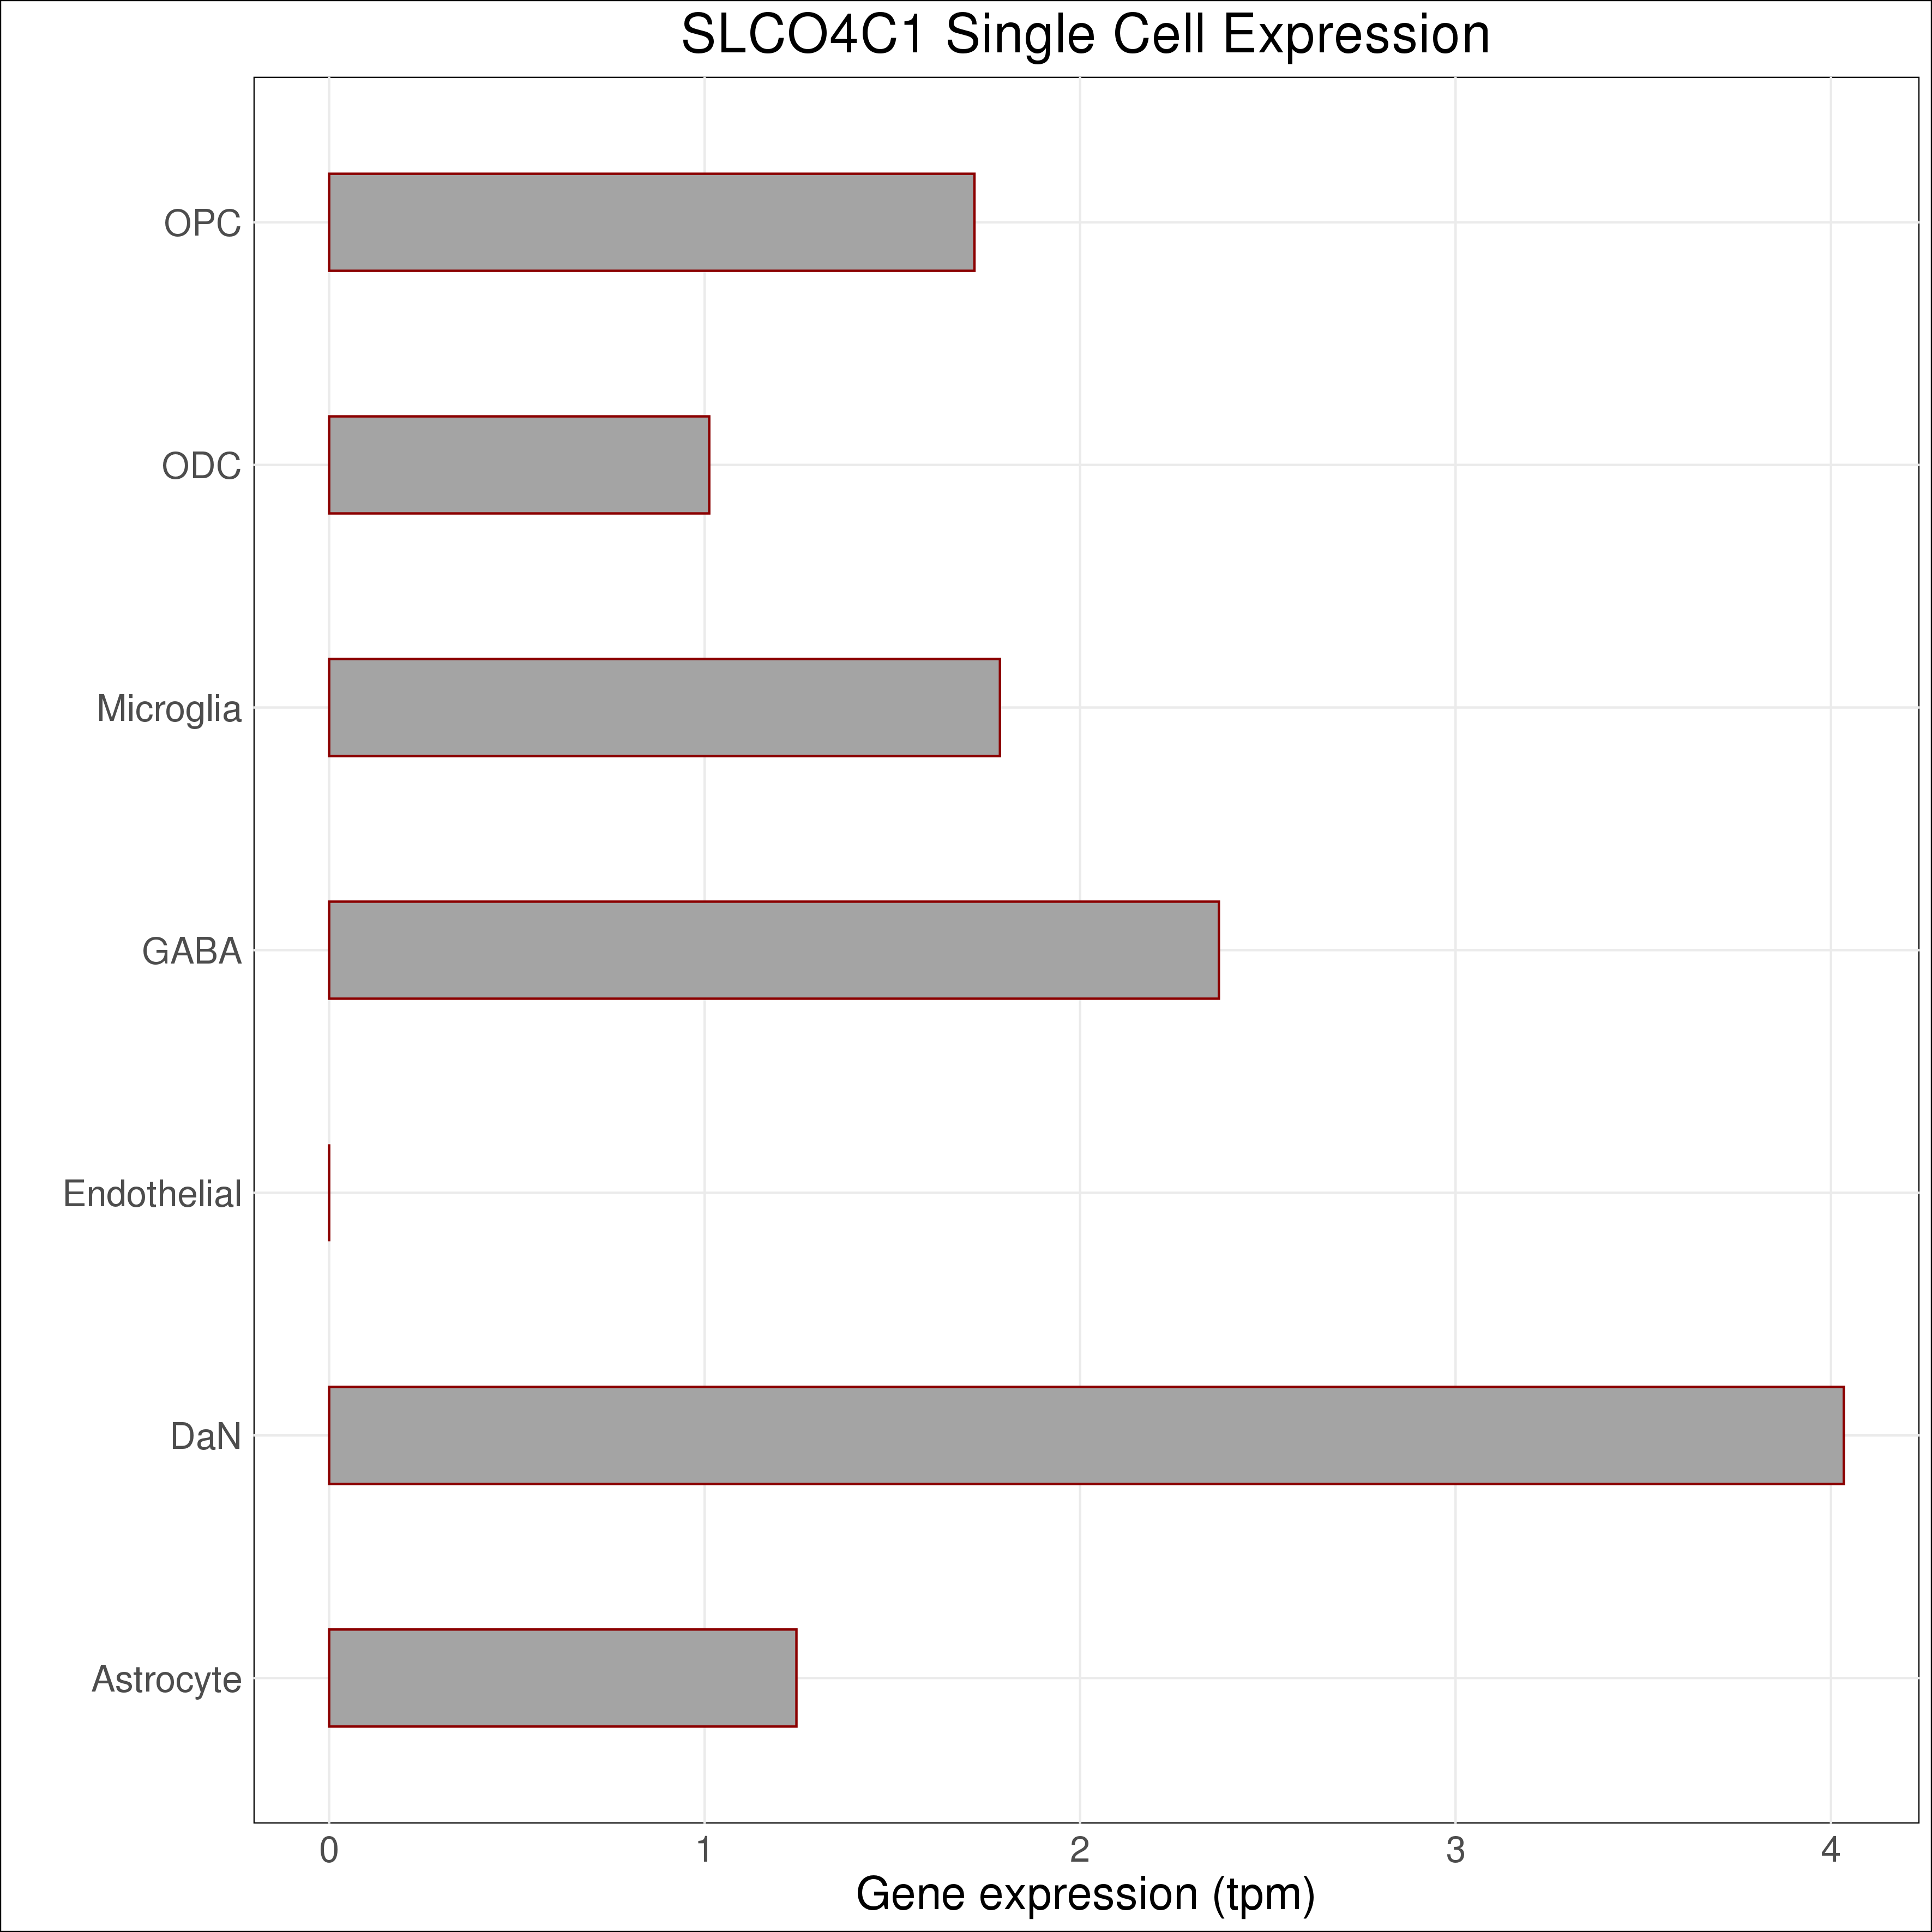 SLCO4C1 Single Cell Expression
OPC
ODC
Microglia
GABA
Endothelial
DaN
Astrocyte
0 1 2 3 4
Gene expression (tpm)